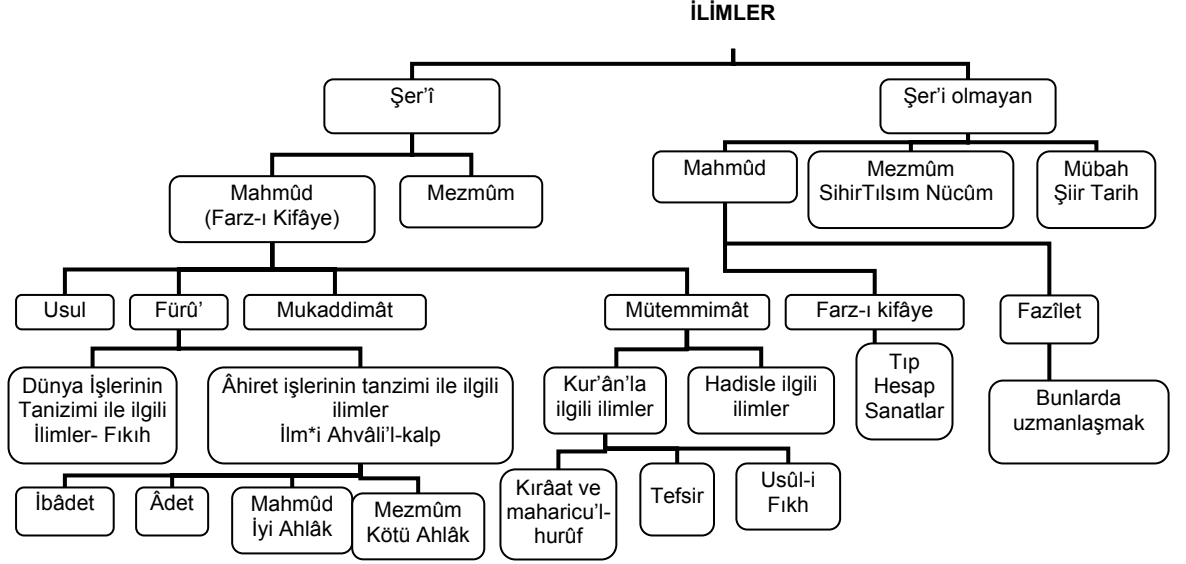 İLİMLER
Şer’î
Şer’i olmayan
Mahmûd
(Farz-ı Kifâye)
Mezmûm
Mahmûd
Mezmûm
SihirTılsım Nücûm
Mübah
Şiir Tarih
Usul
Fürû’
Mukaddimât
Mütemmimât
Farz-ı kifâye
Fazîlet
Dünya İşlerinin
Tanizimi ile ilgili
İlimler- Fıkıh
Âhiret işlerinin tanzimi ile ilgili
ilimler
İlm*i Ahvâli’l-kalp
Kur’ân’la
ilgili ilimler
Hadisle ilgili
ilimler
Tıp
Hesap
Sanatlar
Bunlarda
uzmanlaşmak
İbâdet
Âdet
Mahmûd
İyi Ahlâk
Mezmûm
Kötü Ahlâk
Kırâat ve
maharicu’l-
hurûf
Tefsir
Usûl-i
Fıkh